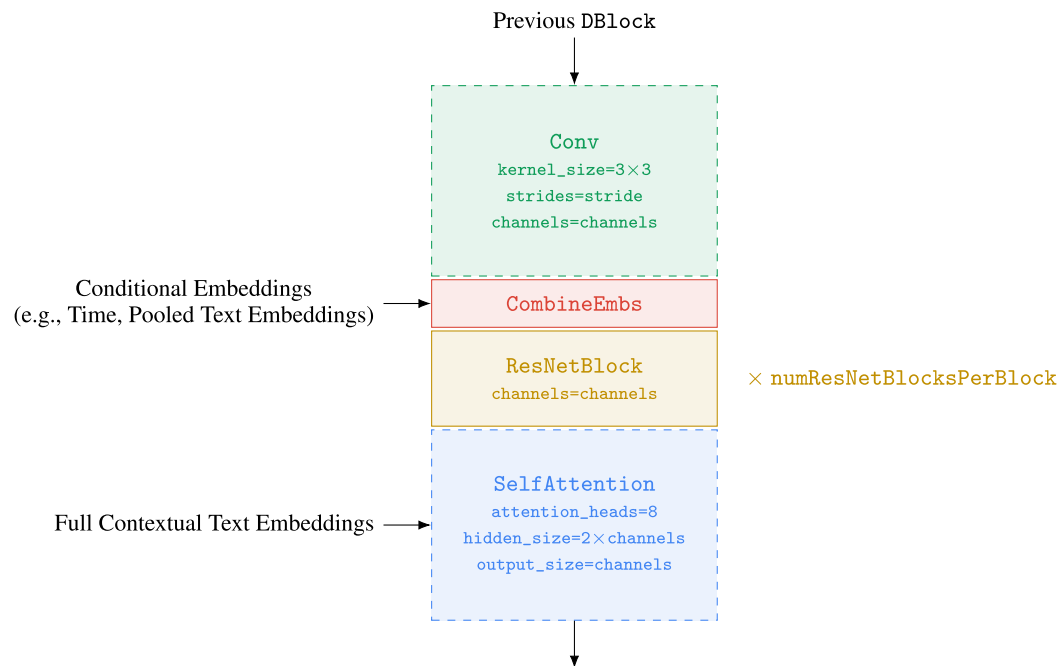 Previous DBlock
Conv
kernel_size=3×3
strides=stride
channels=channels
Conditional Embeddings
(e.g., Time, Pooled Text Embeddings)
CombineEmbs
ResNetBlock
channels=channels
× numResNetBlocksPerBlock
SelfAttention
attention_heads=8
hidden_size=2×channels
output_size=channels
Full Contextual Text Embeddings